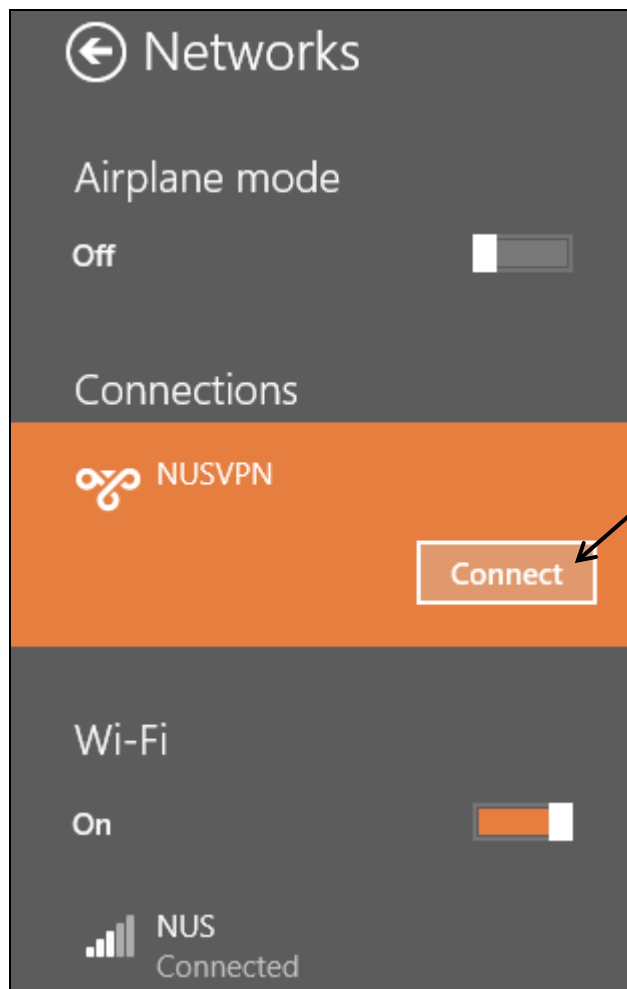 Networks
Airplane mode
Off
Connections
NUSVPN
Connect
Wi-Fi
On
NUS
Connected